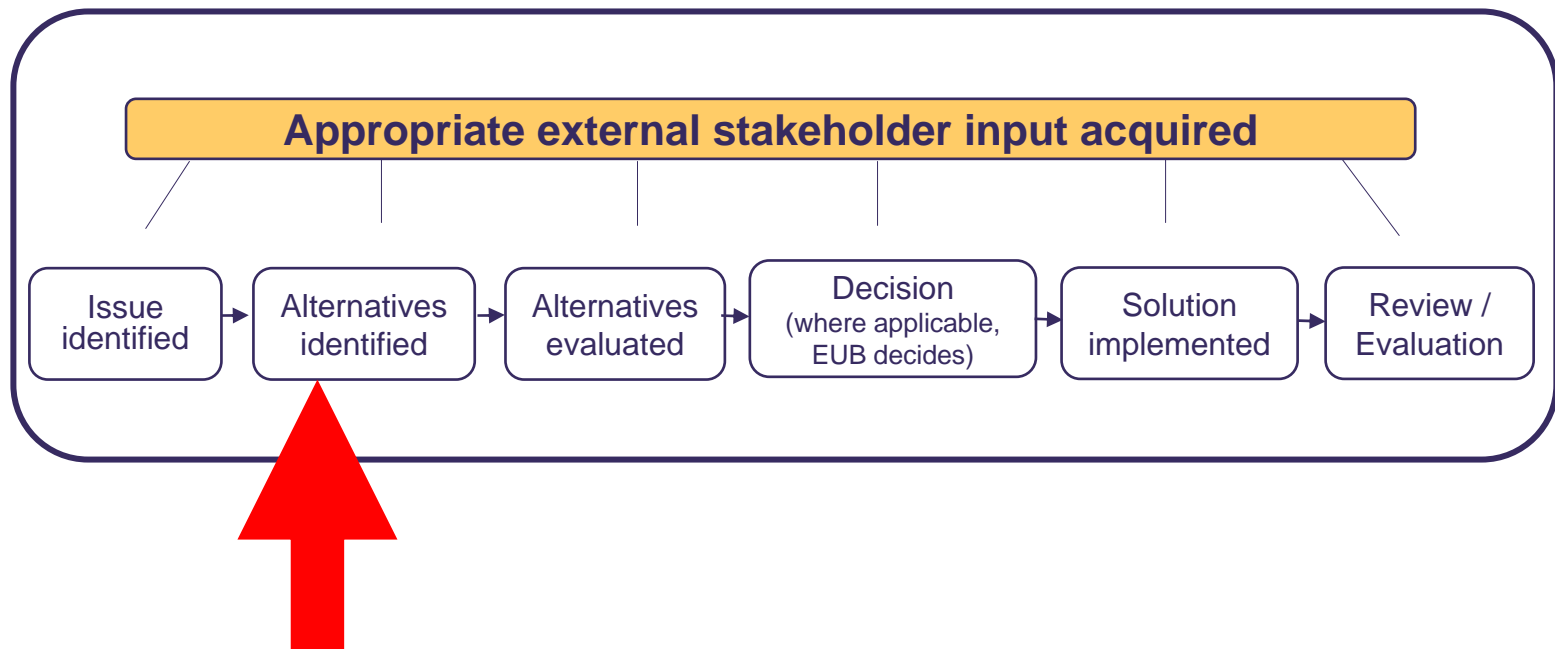 Appropriate external stakeholder input acquired
Issue
identified
Alternatives
identified
Alternatives
evaluated
Decision
(where applicable,
EUB decides)
Solution
implemented
Review /
Evaluation